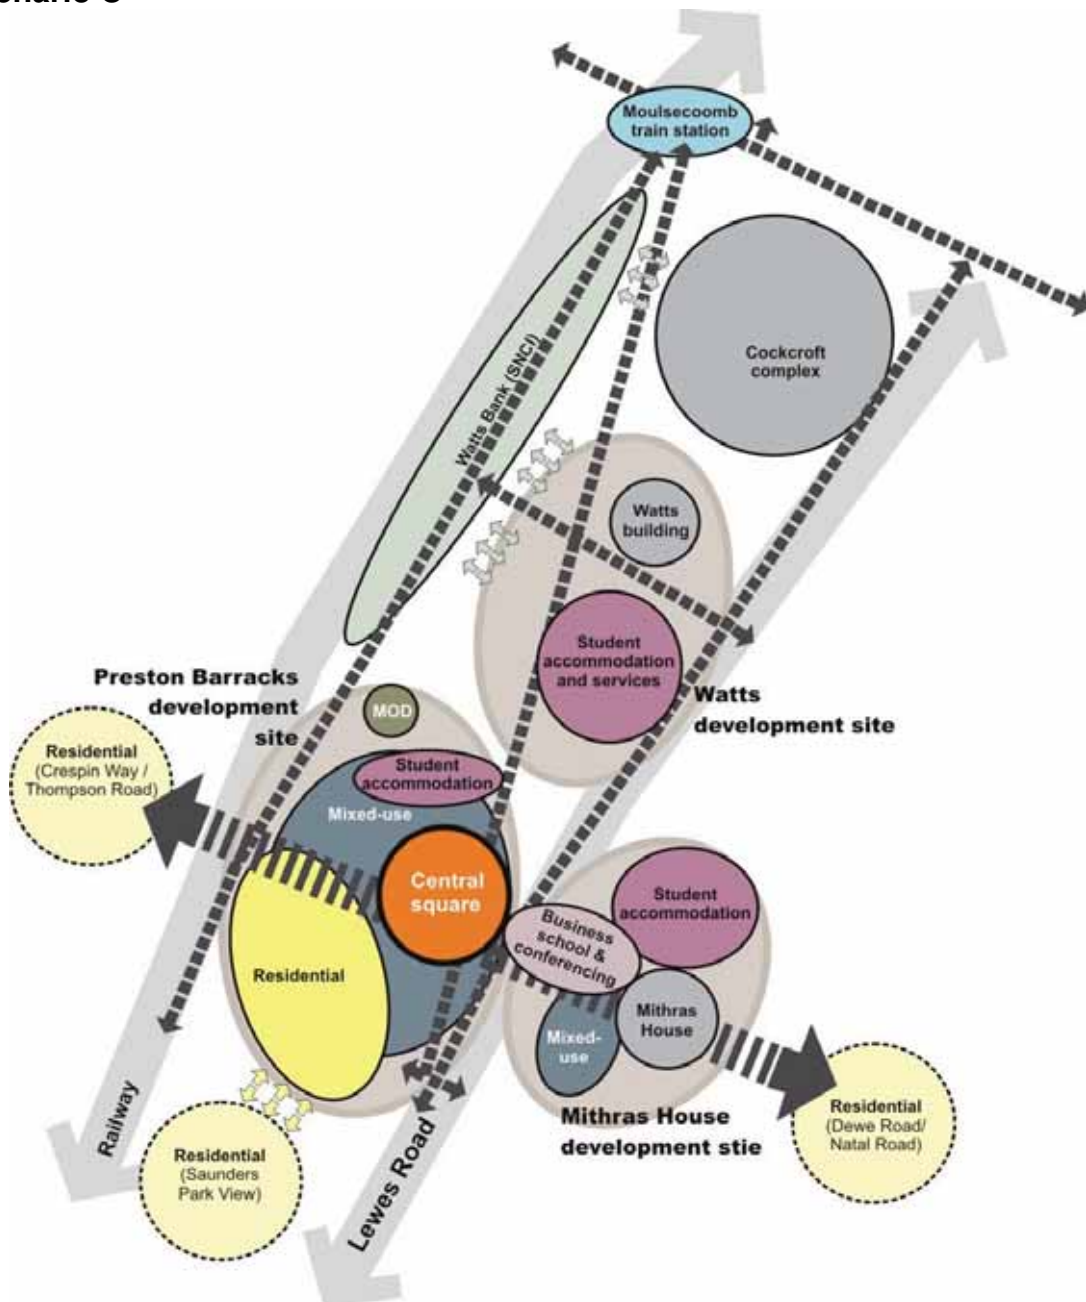 Moulsecoomb
train station
Cockcroft
complex
Watts Bank (SNCI)
Watts
building
Student
accommodation
and services
Preston Barracks
development
site
Watts
development site
MOD
Residential
(Crespin Way /
Thompson Road)
Student
accommodation
Mixed-use
Central
square
Student
accommodation
Business
school &
conferencing
Residential
Mithras
House
Mixed-
use
Railway
Residential
(Saunders
Park View)
Lewes Road
Mithras House
development stie
Residential
(Dewe Road/
Natal Road)